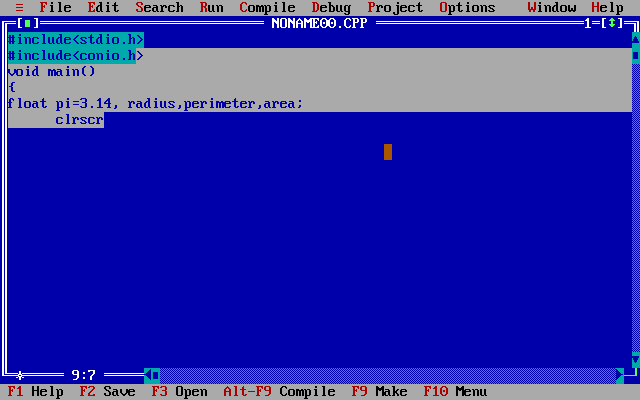 ≡ File Edit Search Run Compile Debug Project Options Window Help
[■] NONAME00.CPP 1=[↕]
#include<stdio.h>
#include<conio.h>
void main()
{
float pi=3.14, radius,perimeter,area;
clrscr
9:7
F1 Help F2 Save F3 Open Alt-F9 Compile F9 Make F10 Menu